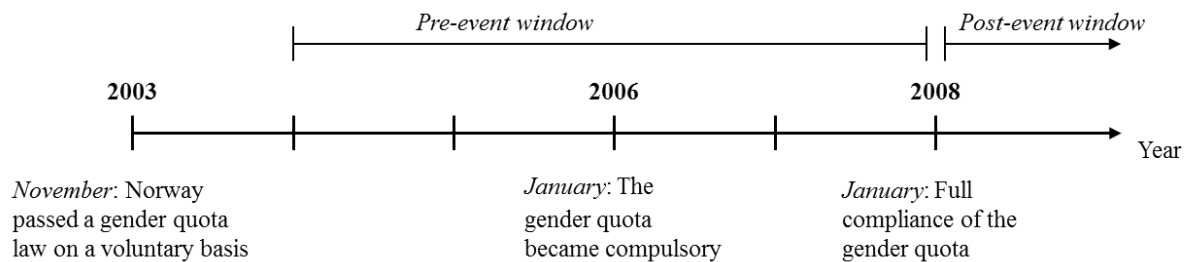 Pre-event window
Post-event window
2003
2006
2008
Year
November: Norway
passed a gender quota
law on a voluntary basis
January: The
gender quota
became compulsory
January: Full
compliance of the
gender quota